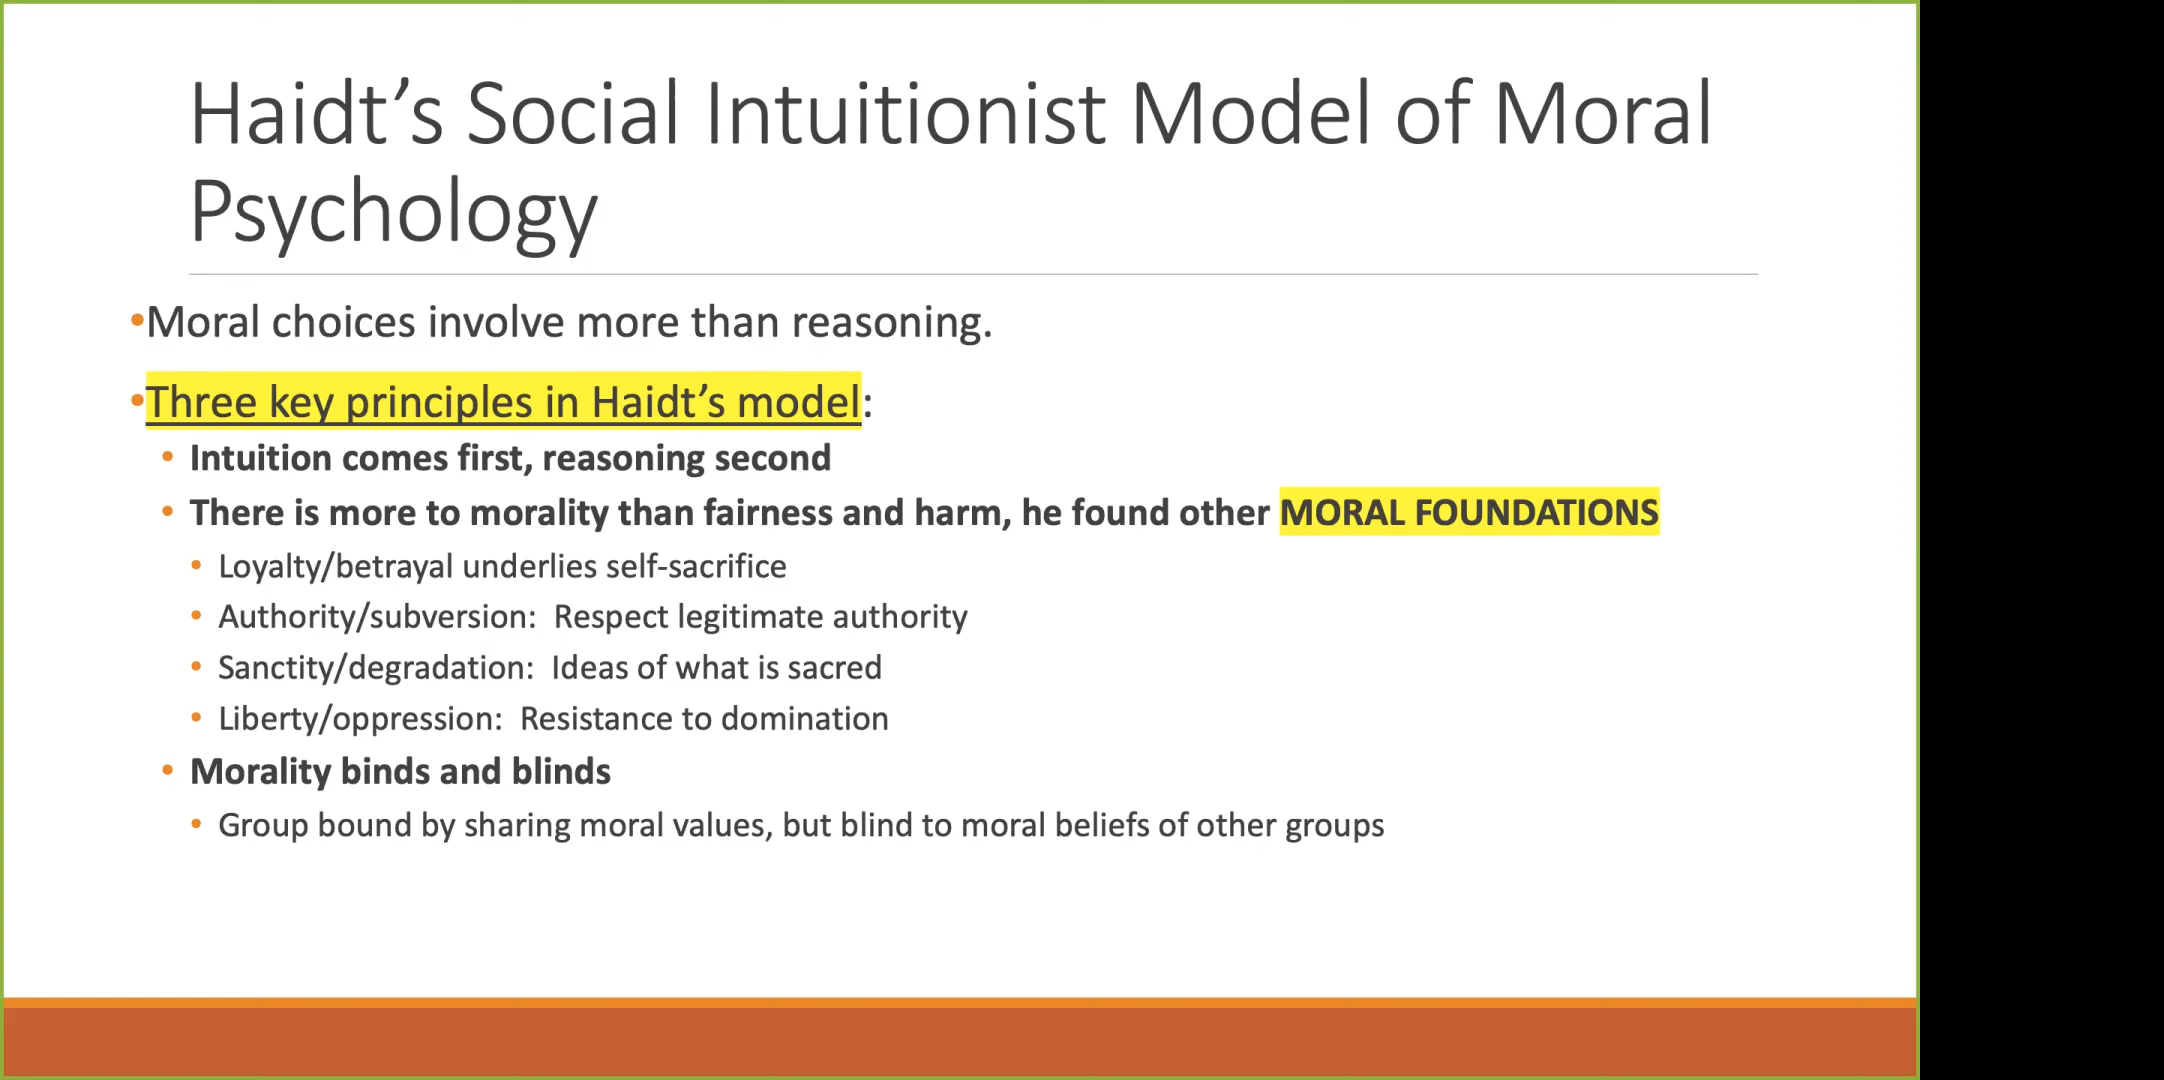 Haidt’s Social Intuitionist Model of Moral
Psychology
•Moral choices involve more than reasoning.
•Three key principles in Haidt’s model:
• Intuition comes first, reasoning second
• There is more to morality than fairness and harm, he found other MORAL FOUNDATIONS
• Loyalty/betrayal underlies self-sacrifice
• Authority/subversion:  Respect legitimate authority
• Sanctity/degradation:  Ideas of what is sacred
• Liberty/oppression:  Resistance to domination
• Morality binds and blinds
• Group bound by sharing moral values, but blind to moral beliefs of other groups